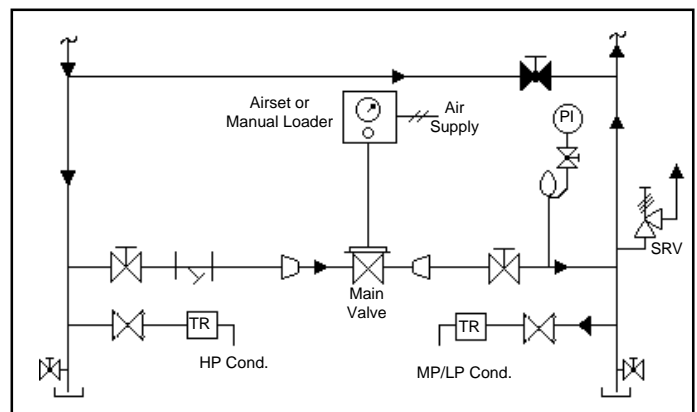 Airset or
Manual Loader
Air
Supply
PI
SRV
Main
Valve
TR
HP Cond.
TR
MP/LP Cond.